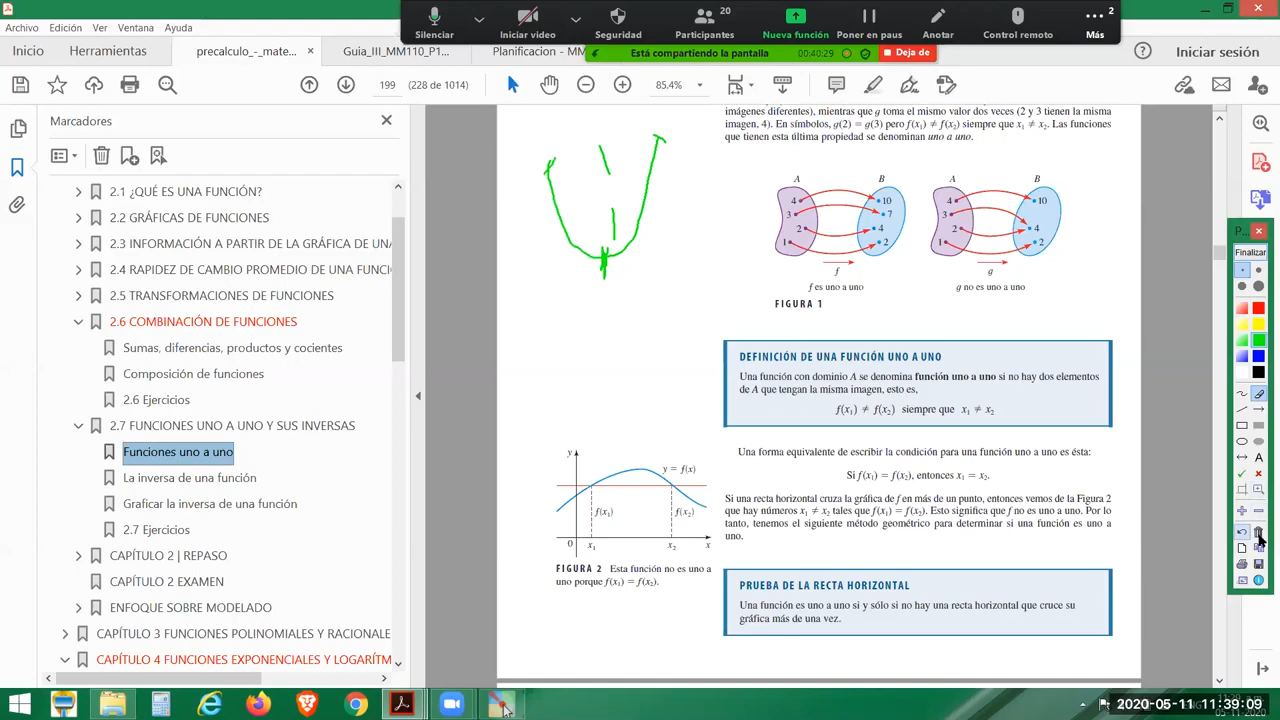 Archivo Edición Ver Ventana Ayuda
Inicio Herramientas precalculo_-_mate... × Guia_III_MM110_P1... Planificacion - MM... Iniciar sesión
Silenciar Iniciar video Seguridad Participantes 20 Nueva función Poner en paus Anotar Control remoto Más
Está compartiendo la pantalla 00:40:29 Deja de
199 (228 de 1014) 85.4%
Marcadores
2.1 ¿QUÉ ES UNA FUNCIÓN?
2.2 GRÁFICAS DE FUNCIONES
2.3 INFORMACIÓN A PARTIR DE LA GRÁFICA DE UNA
2.4 RAPIDEZ DE CAMBIO PROMEDIO DE UNA FUNCI
2.5 TRANSFORMACIONES DE FUNCIONES
2.6 COMBINACIÓN DE FUNCIONES
Sumas, diferencias, productos y cocientes
Composición de funciones
2.6 Ejercicios
2.7 FUNCIONES UNO A UNO Y SUS INVERSAS
Funciones uno a uno
La inversa de una función
Graficar la inversa de una función
2.7 Ejercicios
CAPÍTULO 2 | REPASO
CAPÍTULO 2 EXAMEN
ENFOQUE SOBRE MODELADO
CAPÍTULO 3 FUNCIONES POLINOMIALES Y RACIONALE
CAPÍTULO 4 FUNCIONES EXPONENCIALES Y LOGARÍTM
imágenes diferentes), mientras que g toma el mismo valor dos veces (2 y 3 tienen la misma
imagen, 4). En símbolos, g(2) = g(3) pero f(x₁) ≠ f(x₂) siempre que x₁ ≠ x₂. Las funciones
que tienen esta última propiedad se denominan uno a uno.
A B A B
4 10 4 10
3 7 3
2 4 2 4
1 2 1 2
f g
f es uno a uno g no es uno a uno
FIGURA 1
DEFINICIÓN DE UNA FUNCIÓN UNO A UNO
Una función con dominio A se denomina función uno a uno si no hay dos elementos
de A que tengan la misma imagen, esto es,
f(x₁) ≠ f(x₂) siempre que x₁ ≠ x₂
Una forma equivalente de escribir la condición para una función uno a uno es ésta:
Si f(x₁) = f(x₂), entonces x₁ = x₂.
Si una recta horizontal cruza la gráfica de f en más de un punto, entonces vemos de la Figura 2
que hay números x₁ ≠ x₂ tales que f(x₁) = f(x₂). Esto significa que f no es uno a uno. Por lo
tanto, tenemos el siguiente método geométrico para determinar si una función es uno a
uno.
y
y = f(x)
f(x₁) f(x₂)
0 x₁ x₂ x
FIGURA 2 Esta función no es uno a
uno porque f(x₁) = f(x₂).
PRUEBA DE LA RECTA HORIZONTAL
Una función es uno a uno si y sólo si no hay una recta horizontal que cruce su
gráfica más de una vez.
P...
Finalizar
A
2020-05-11 11:39:09